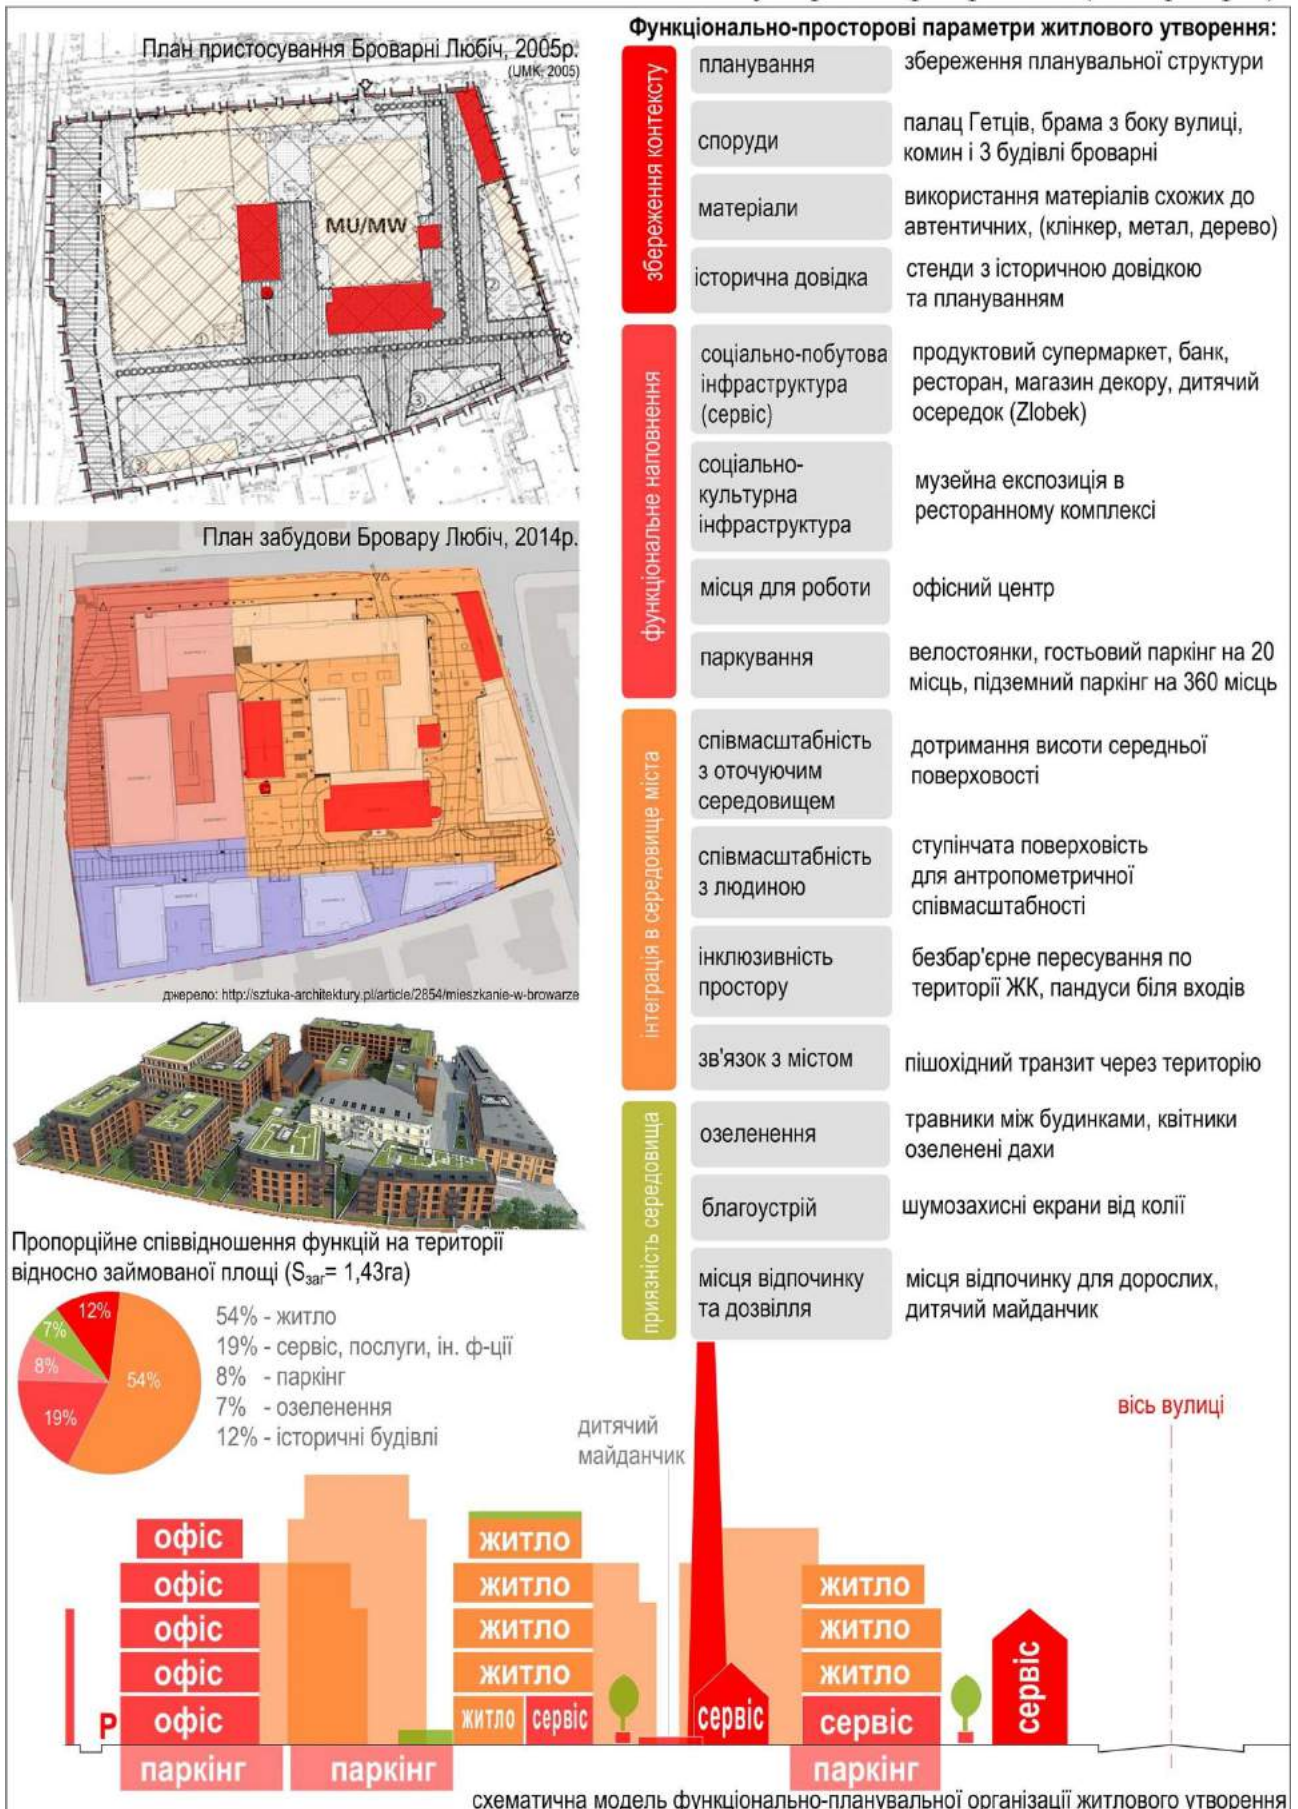 План пристосування Броварні Любіч, 2005р.
(UMK, 2005)
MU/MW
План забудови Бровару Любіч, 2014р.
джерело: http://sztuka-architektury.pl/article/2854/mieszkanie-w-browarze
Пропорційне співвідношення функцій на території
відносно займованої площі (Sзаг= 1,43га)
12%
7%
8%
54%
19%
54% - житло
19% - сервіс, послуги, ін. ф-ції
8% - паркінг
7% - озеленення
12% - історичні будівлі
Функціонально-просторові параметри житлового утворення:
збереження контексту
планування
збереження планувальної структури
споруди
палац Гетців, брама з боку вулиці,
комин і 3 будівлі броварні
матеріали
використання матеріалів схожих до
автентичних, (клінкер, метал, дерево)
історична довідка
стенди з історичною довідкою
та плануванням
функціональне наповнення
соціально-побутова
інфраструктура
(сервіс)
продуктовий супермаркет, банк,
ресторан, магазин декору, дитячий
осередок (Zlobek)
соціально-
культурна
інфраструктура
музейна експозиція в
ресторанному комплексі
місця для роботи
офісний центр
паркування
велостоянки, гостьовий паркінг на 20
місць, підземний паркінг на 360 місць
інтеграція в середовище міста
співмасштабність
з оточуючим
середовищем
дотримання висоти середньої
поверховості
співмасштабність
з людиною
ступінчата поверховість
для антропометричної
співмасштабності
інклюзивність
простору
безбар'єрне пересування по
території ЖК, пандуси біля входів
зв'язок з містом
пішохідний транзит через територію
приязність середовища
озеленення
травники між будинками, квітники
озеленені дахи
благоустрій
шумозахисні екрани від колії
місця відпочинку
та дозвілля
місця відпочинку для дорослих,
дитячий майданчик
дитячий
майданчик
вісь вулиці
офіс
офіс
офіс
офіс
офіс
P
паркінг
паркінг
житло
житло
житло
житло
житло
сервіс
сервіс
житло
житло
житло
сервіс
паркінг
сервіс
схематична модель функціонально-планувальної організації житлового утворення